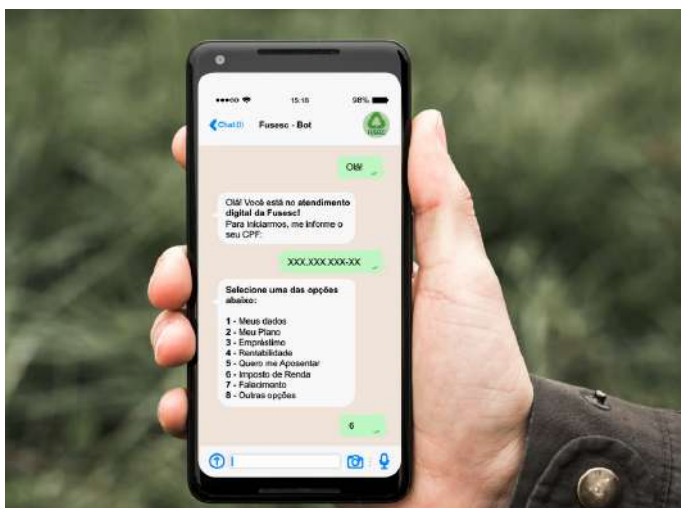 15:15
98%
Chat(1)
Fusesc - Bot
FUSESC
Olá!
Olá! Você está no atendimento
digital da Fusesc!
Para iniciarmos, me informe o
seu CPF:
XXX.XXX.XXX-XX
Selecione uma das opções
abaixo:
1 - Meus dados
2 - Meu Plano
3 - Empréstimo
4 - Rentabilidade
5 - Quero me Aposentar
6 - Imposto de Renda
7 - Falecimento
8 - Outras opções
6